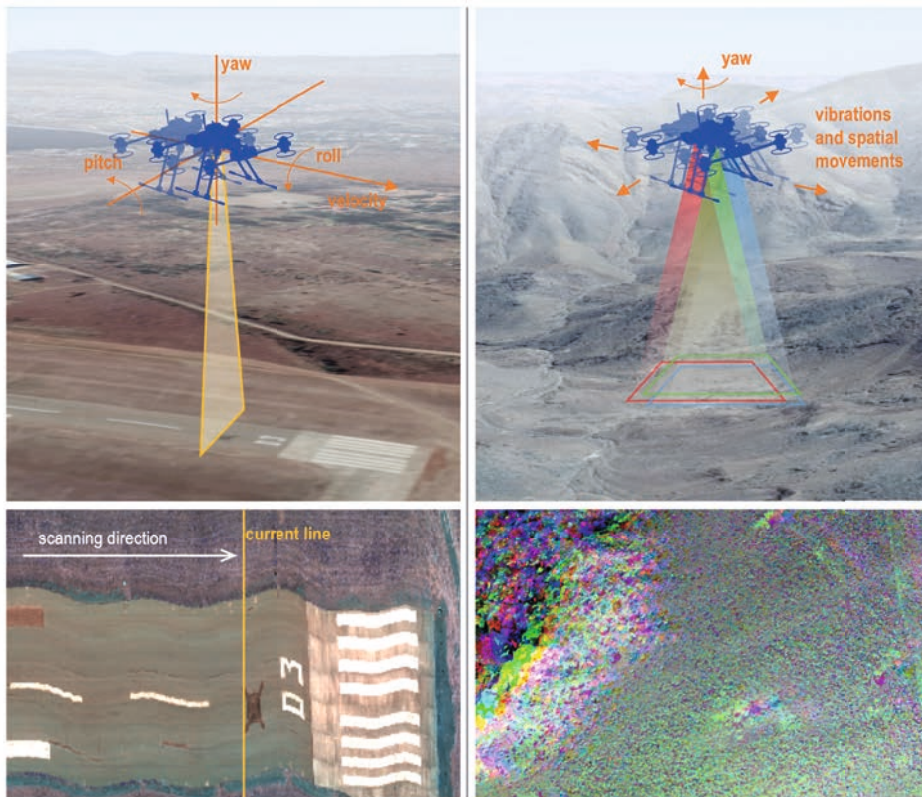 yaw
pitch
roll
velocity
yaw
vibrations
and spatial
movements
scanning direction
current line
D3